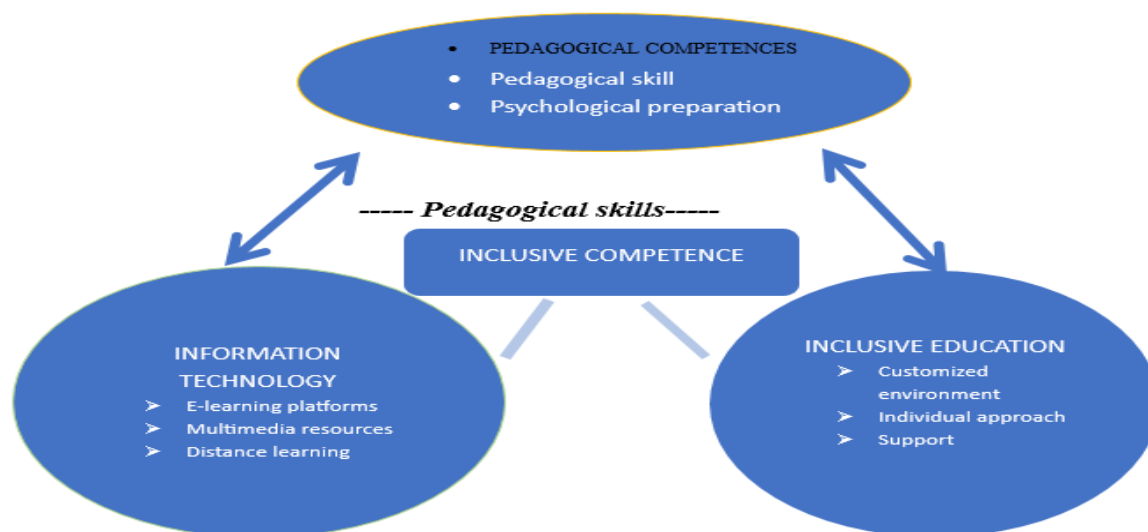 • PEDAGOGICAL COMPETENCES
• Pedagogical skill
• Psychological preparation
----- Pedagogical skills-----
INCLUSIVE COMPETENCE
INFORMATION
TECHNOLOGY
➢ E-learning platforms
➢ Multimedia resources
➢ Distance learning
INCLUSIVE EDUCATION
➢ Customized
environment
➢ Individual approach
➢ Support